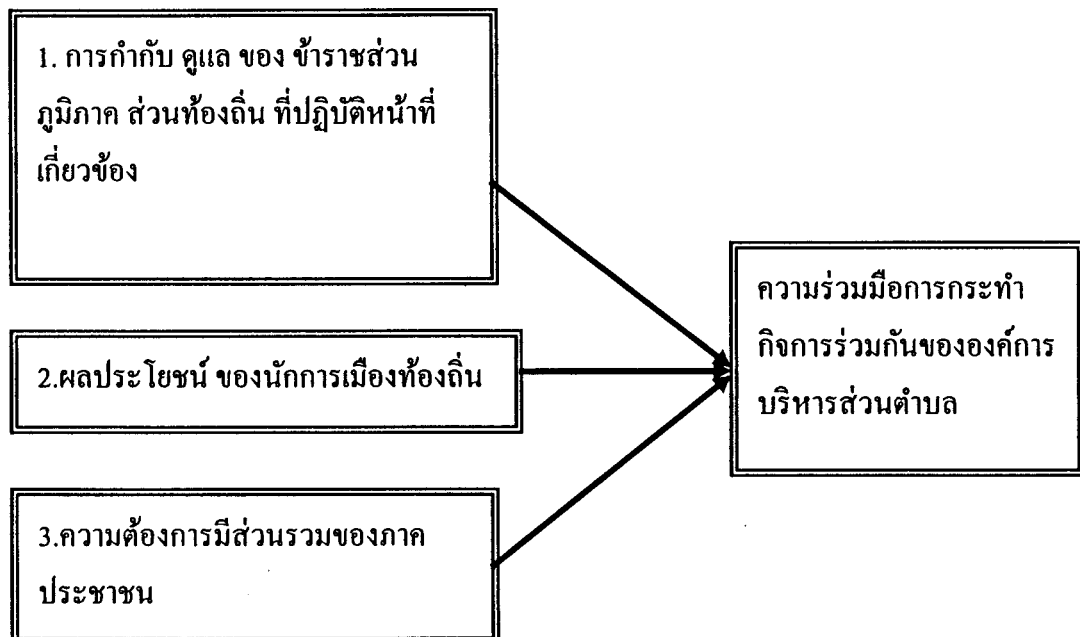 1. การกำกับ ดูแล ของ ข้าราชส่วน
ภูมิภาค ส่วนท้องถิ่น ที่ปฏิบัติหน้าที่
เกี่ยวข้อง
2.ผลประโยชน์ ของนักการเมืองท้องถิ่น
3.ความต้องการมีส่วนรวมของภาค
ประชาชน
ความร่วมมือการกระทำ
กิจการร่วมกันขององค์การ
บริหารส่วนตำบล